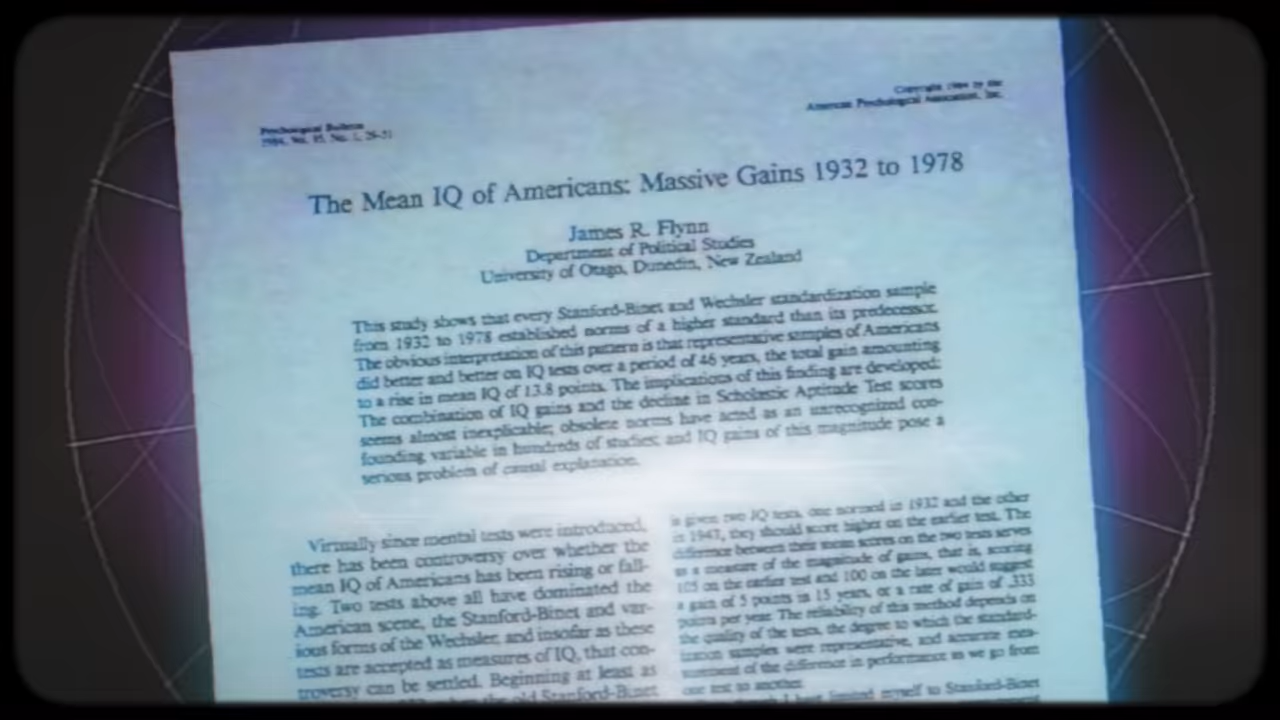 Psychological Bulletin
1984, Vol. 95, No. 1, 29-51
Copyright 1984 by the
American Psychological Association, Inc.
The Mean IQ of Americans: Massive Gains 1932 to 1978
James R. Flynn
Department of Political Studies
University of Otago, Dunedin, New Zealand
This study shows that every Stanford-Binet and Wechsler standardization sample
from 1932 to 1978 established norms of a higher standard than its predecessor.
The obvious interpretation of this pattern is that representative samples of Americans
did better and better on IQ tests over a period of 46 years, the total gain amounting
to a rise in mean IQ of 13.8 points. The implications of this finding are developed:
The combination of IQ gains and the decline in Scholastic Aptitude Test scores
seems almost inexplicable; obsolete norms have acted as an unrecognized con-
founding variable in hundreds of studies; and IQ gains of this magnitude pose a
serious problem of causal explanation.
Virtually since mental tests were introduced,
there has been controversy over whether the
mean IQ of Americans has been rising or fall-
ing. Two tests above all have dominated the
American scene, the Stanford-Binet and var-
ious forms of the Wechsler, and insofar as these
tests are accepted as measures of IQ, that con-
troversy can be settled. Beginning at least as
when the old Stanford-Binet
is given two IQ tests, one normed in 1932 and the other
in 1947, they should score higher on the earlier test. The
difference between their mean scores on the two tests serves
as a measure of the magnitude of gains, that is, scoring
105 on the earlier test and 100 on the later would suggest
a gain of 5 points in 15 years, or a rate of gain of .333
points per year. The reliability of this method depends on
the quality of the tests, the degree to which the standard-
ization samples were representative, and accurate mea-
surement of the difference in performance as we go from
one test to another.
I have limited myself to Stanford-Binet